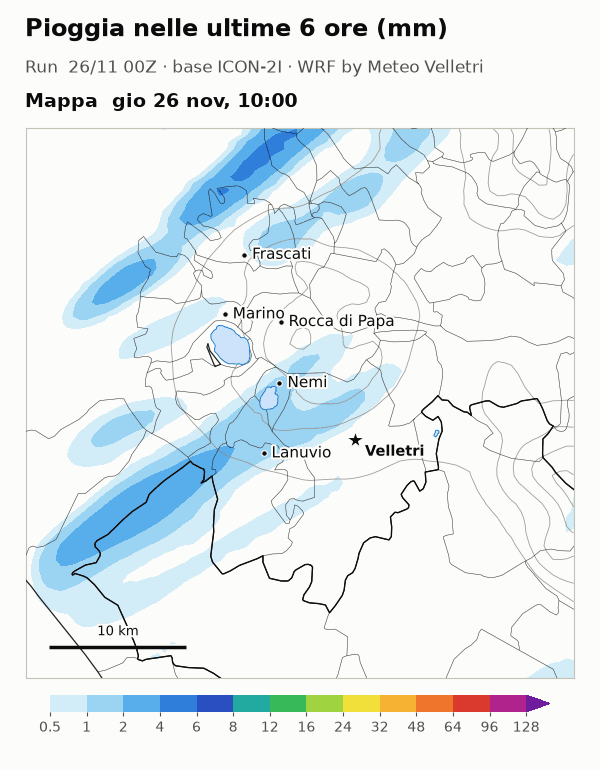 Pioggia nelle ultime 6 ore (mm)
Run  26/11 00Z · base ICON-2I · WRF by Meteo Velletri
Mappa  gio 26 nov, 10:00
Frascati
Marino
Rocca di Papa
Nemi
Velletri
Lanuvio
10 km
0.5 1 2 4 6 8 12 16 24 32 48 64 96 128